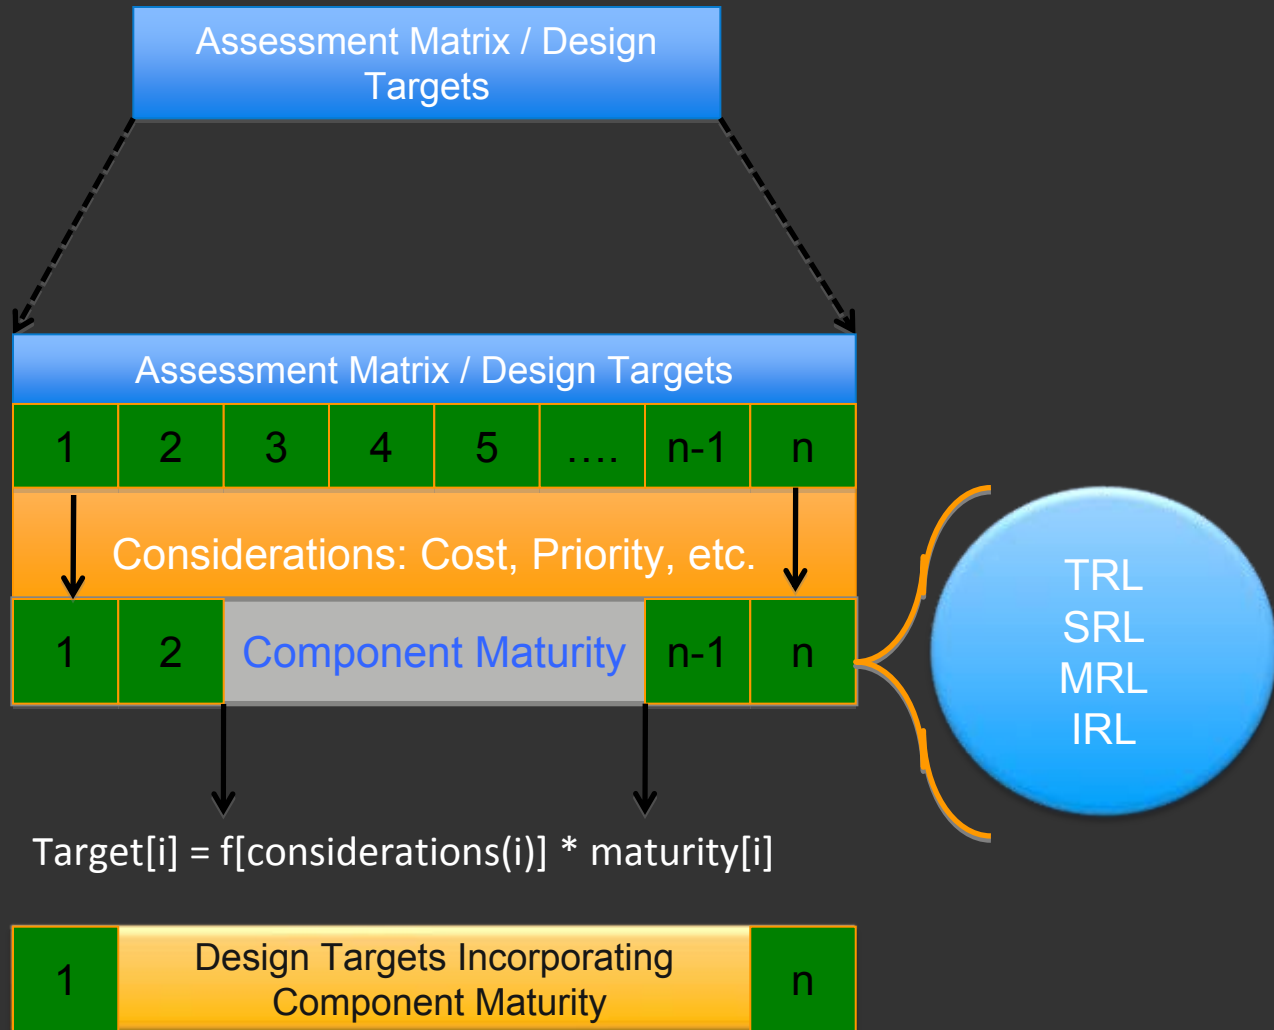 Assessment Matrix / Design
Targets
Assessment Matrix / Design Targets
1 2 3 4 5 .... n-1 n
Considerations: Cost, Priority, etc.
1 2 Component Maturity n-1 n
TRL
SRL
MRL
IRL
Target[i] = f[considerations(i)] * maturity[i]
1 Design Targets Incorporating
Component Maturity n